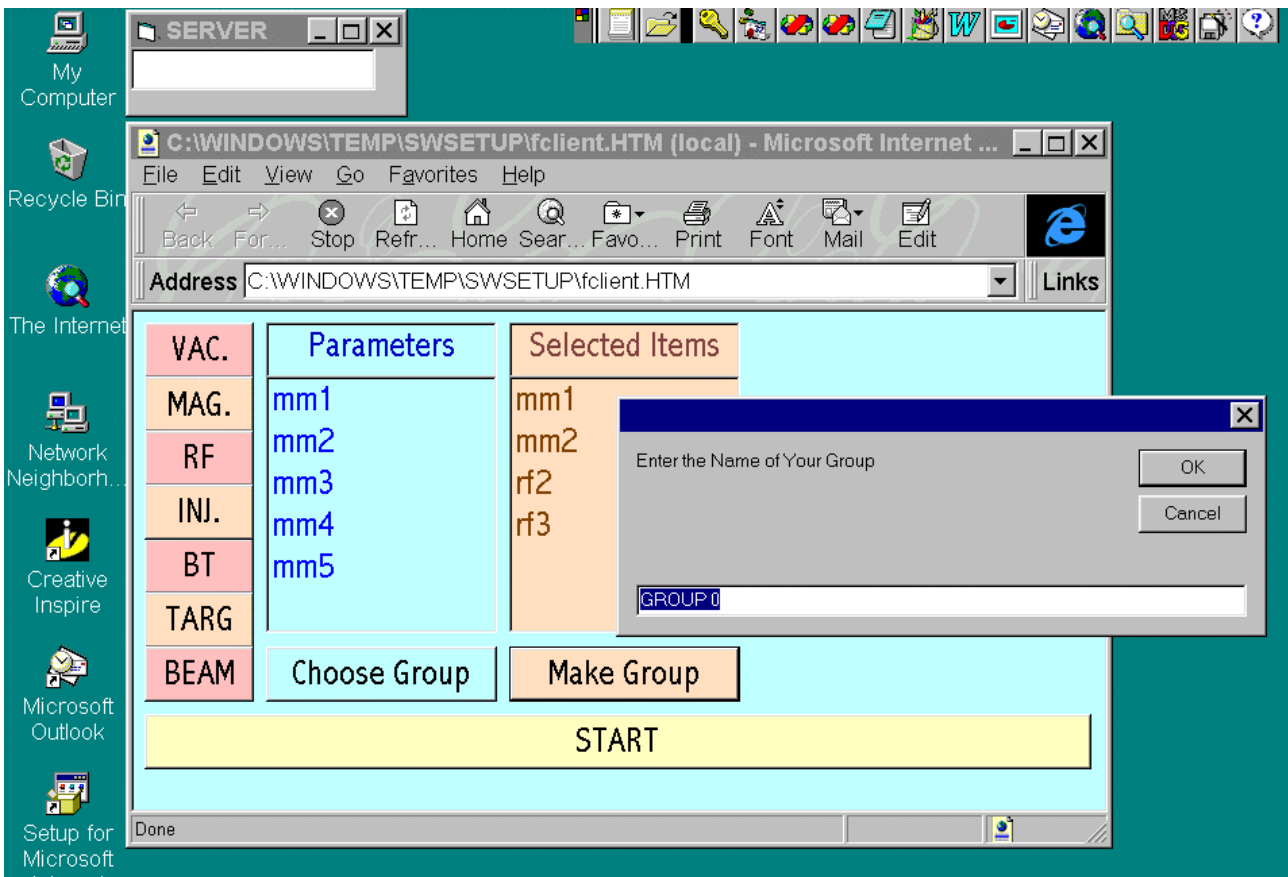 My
Computer
Recycle Bin
The Internet
Network
Neighborh...
Creative
Inspire
Microsoft
Outlook
Setup for
Microsoft
SERVER
W
MS
C:\WINDOWS\TEMP\SWSETUP\fclient.HTM (local) - Microsoft Internet ...
File Edit View Go Favorites Help
Back For... Stop Refr... Home Sear... Favo... Print Font Mail Edit
Address C:\WINDOWS\TEMP\SWSETUP\fclient.HTM Links
VAC.
MAG.
RF
INJ.
BT
TARG
BEAM
Parameters
mm1
mm2
mm3
mm4
mm5
Choose Group
Selected Items
mm1
mm2
rf2
rf3
Make Group
START
Done
Enter the Name of Your Group
OK
Cancel
GROUP 0